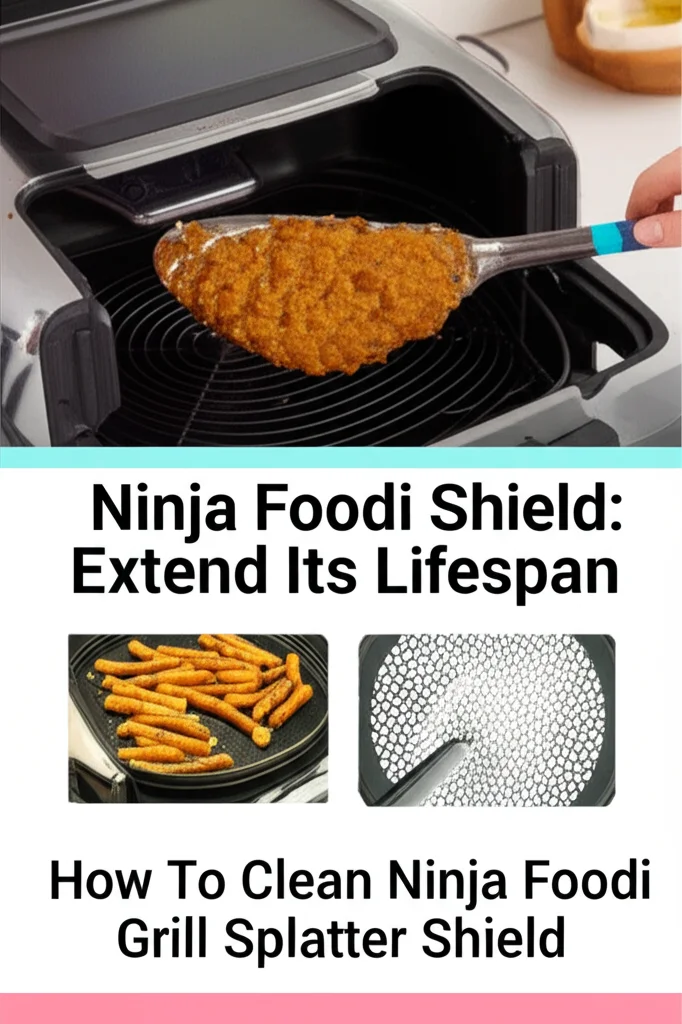 Ninja Foodi Shield:
Extend Its Lifespan
How To Clean Ninja Foodi
Grill Splatter Shield